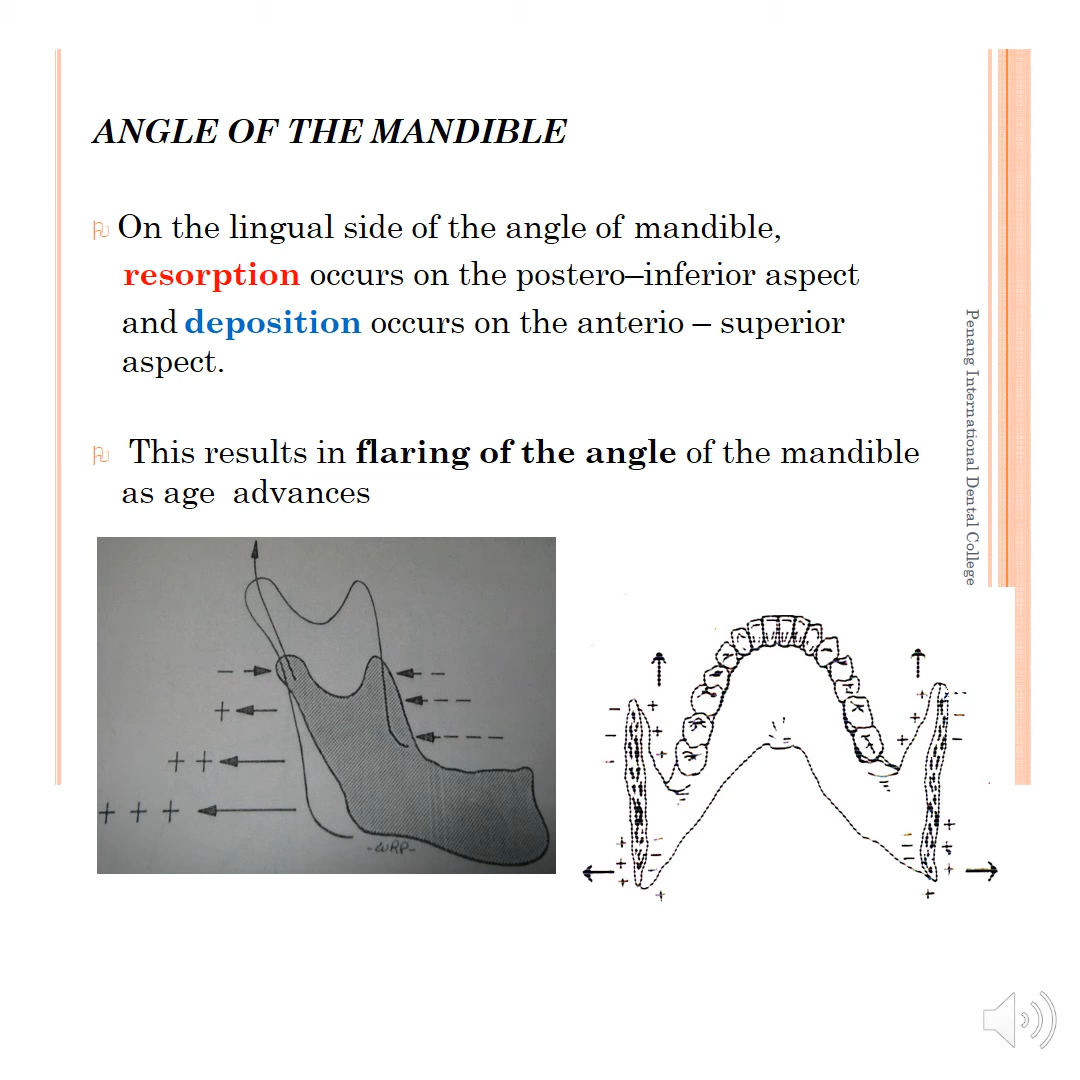 ANGLE OF THE MANDIBLE
On the lingual side of the angle of mandible,
resorption occurs on the postero–inferior aspect
and deposition occurs on the anterio – superior
aspect.
This results in flaring of the angle of the mandible
as age advances
Penang International Dental College
-WRP-